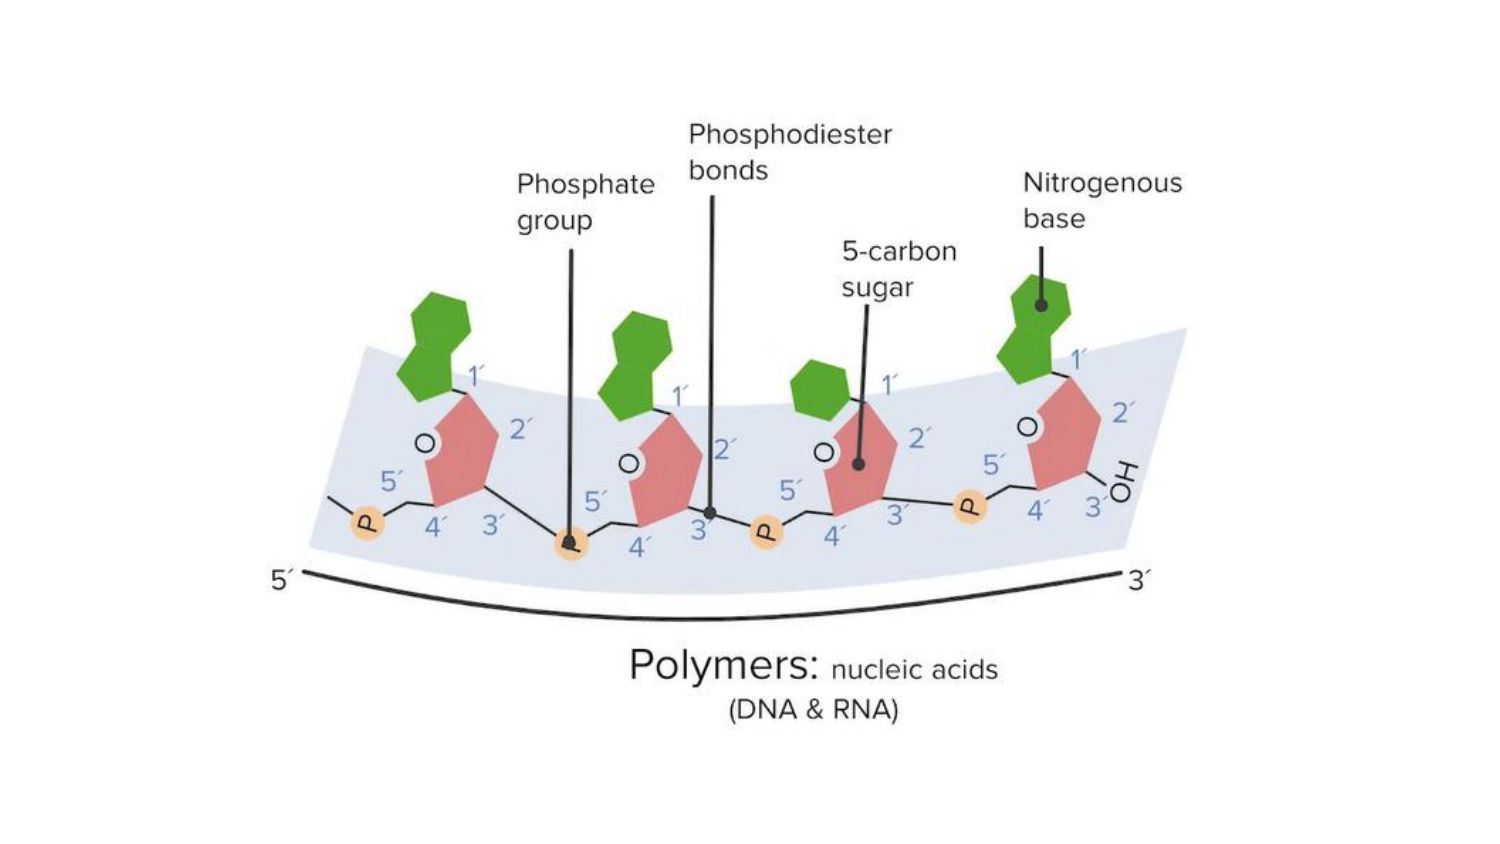 Phosphodiester
bonds
Phosphate
group
Nitrogenous
base
5-carbon
sugar
1´
2´
O
5´
4´
3´
P
1´
2´
O
5´
4´
3´
P
1´
2´
O
5´
4´
3´
P
1´
2´
O
5´
4´
3´
P
OH
5´
3´
Polymers: nucleic acids
(DNA & RNA)